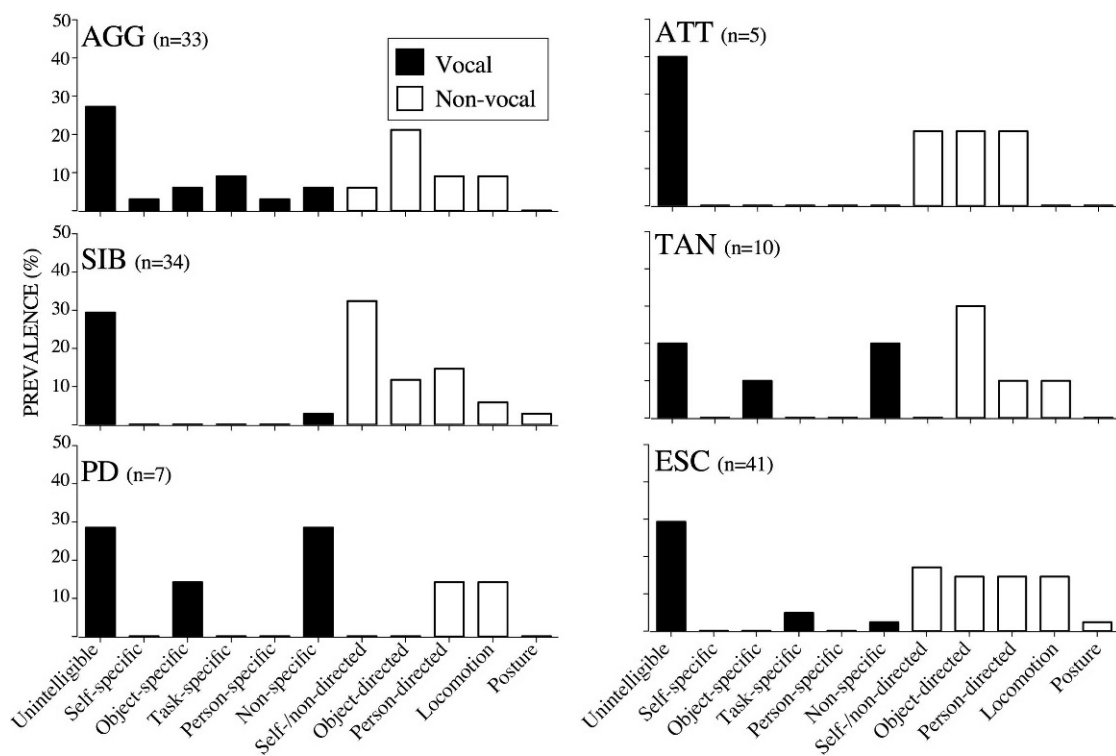 50
40
30
20
10
AGG (n=33)
Vocal
Non-vocal
ATT (n=5)
PREVALENCE (%)
50
40
30
20
10
SIB (n=34)
TAN (n=10)
50
40
30
20
10
PD (n=7)
ESC (n=41)
Unintelligible
Self-specific
Object-specific
Task-specific
Person-specific
Non-specific
Self-/non-directed
Object-directed
Person-directed
Locomotion
Posture
Unintelligible
Self-specific
Object-specific
Task-specific
Person-specific
Non-specific
Self-/non-directed
Object-directed
Person-directed
Locomotion
Posture